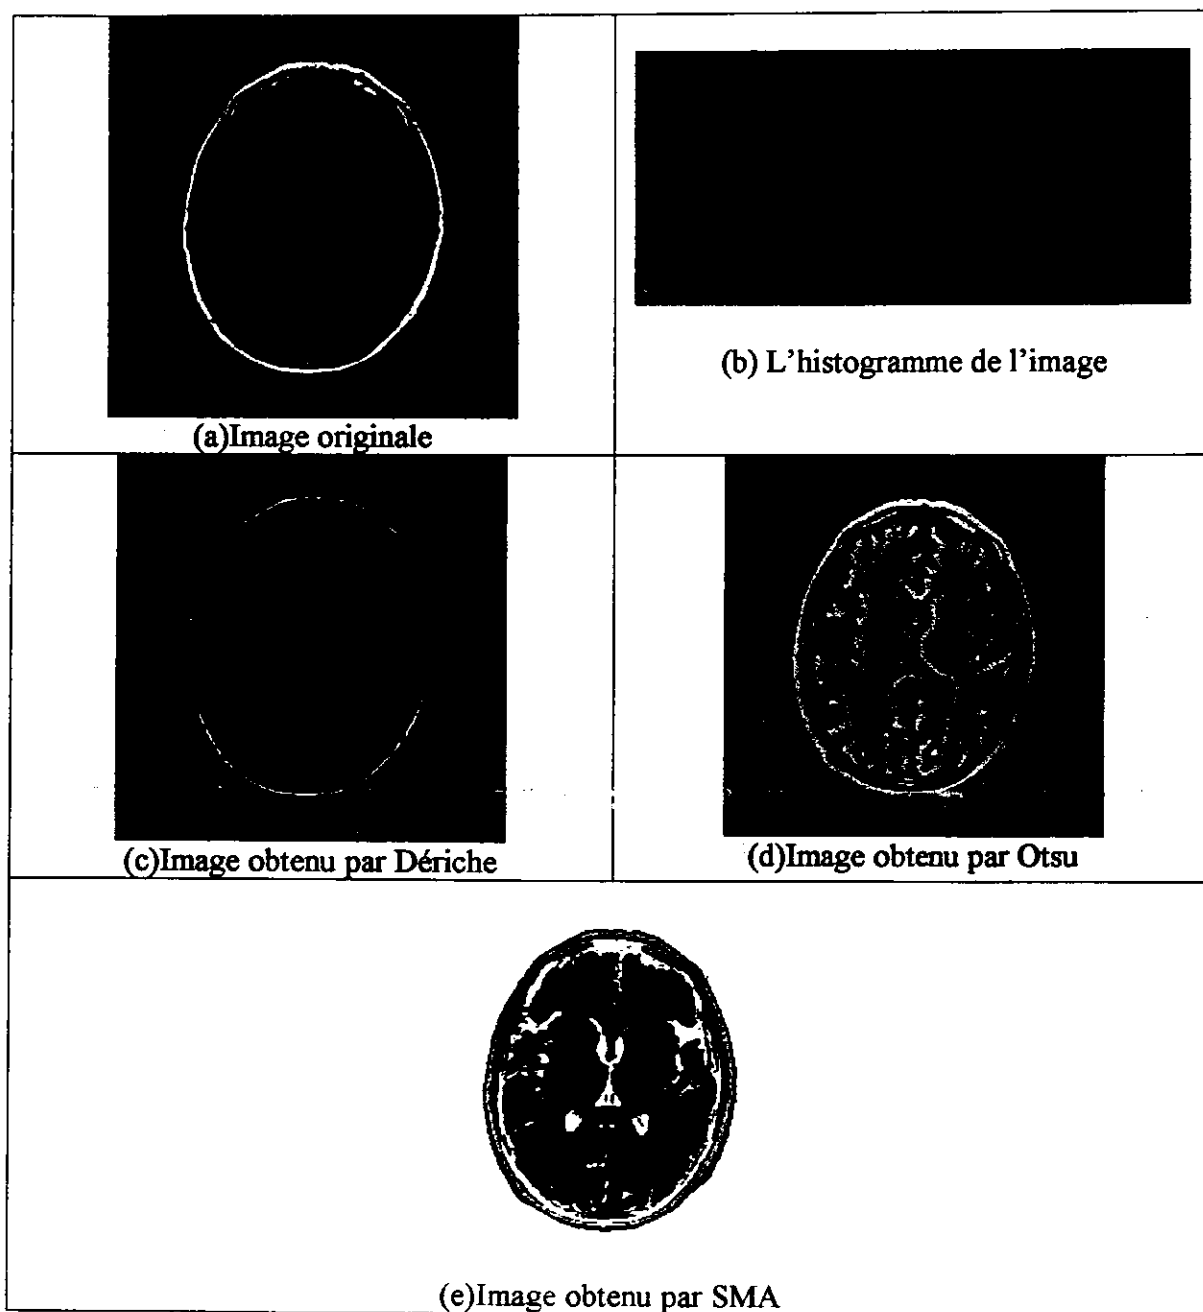 (a)Image originale
(b) L'histogramme de l'image
(c)Image obtenu par Dériche
(d)Image obtenu par Otsu
(e)Image obtenu par SMA